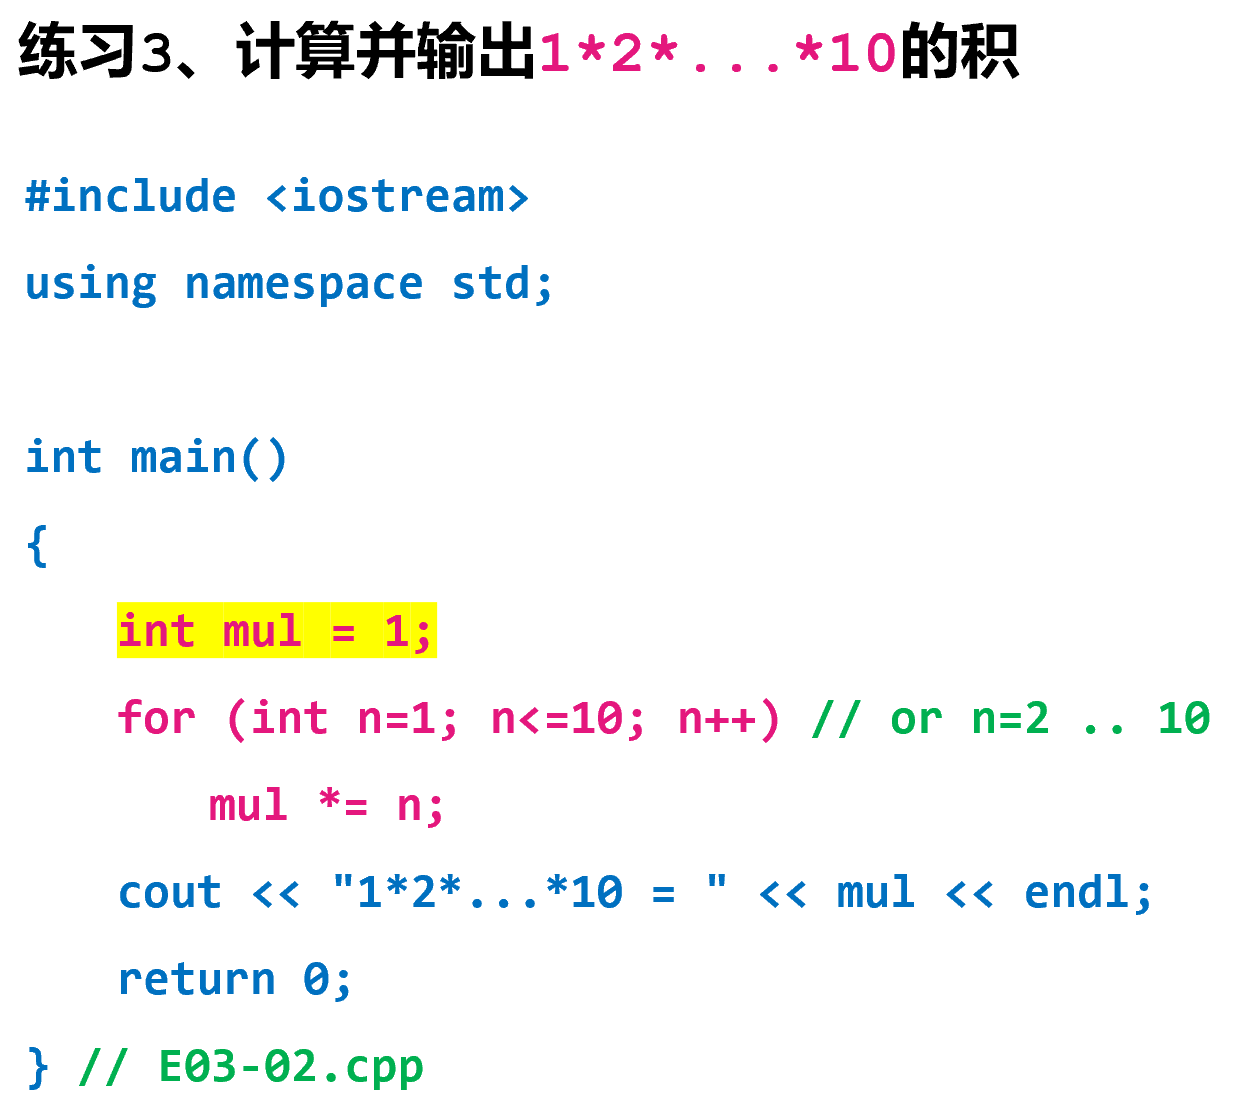 练习3、计算并输出1*2*...*10的积
#include <iostream>
using namespace std;
int main()
{
    int mul = 1;
    for (int n=1; n<=10; n++) // or n=2 .. 10
        mul *= n;
    cout << "1*2*...*10 = " << mul << endl;
    return 0;
} // E03-02.cpp